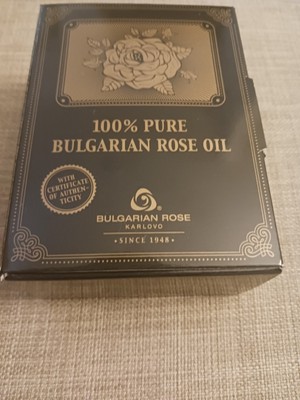 100% PURE
BULGARIAN ROSE OIL
WITH
CERTIFICATE
OF AUTHEN-
TICITY
BULGARIAN ROSE
KARLOVO
• SINCE 1948 •